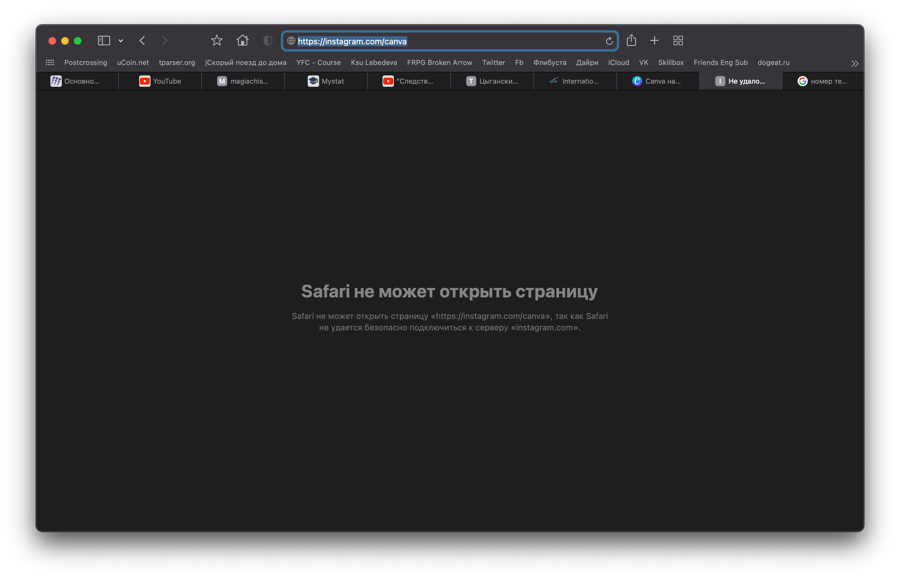 https://instagram.com/canva
Postcrossing uCoin.net tparser.org |Скорый поезд до дома YFC – Course Ksu Lebedeva FRPG Broken Arrow Twitter Fb Флибуста Дайри iCloud VK Skillbox Friends Eng Sub dogeat.ru
Основно... YouTube M magiachis... Mystat "Следств... T Цыгански... Internatio... Canva на... I Не удало... номер те...
Safari не может открыть страницу
Safari не может открыть страницу «https://instagram.com/canva», так как Safari
не удается безопасно подключиться к серверу «instagram.com».